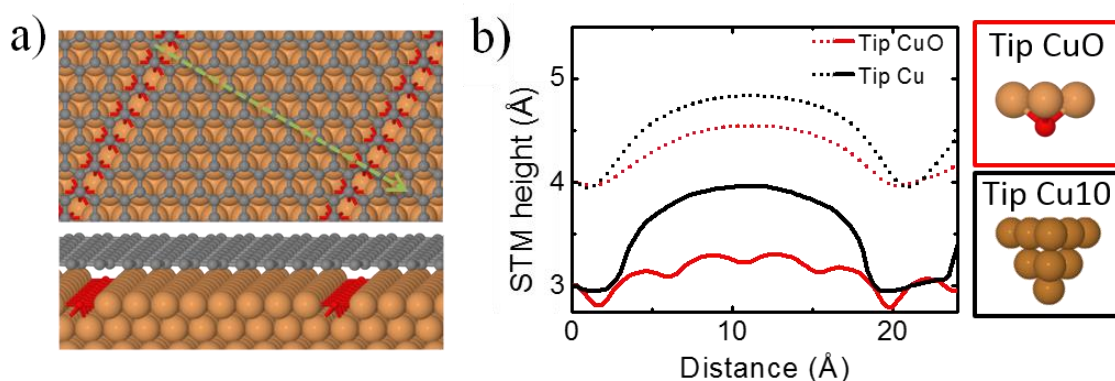 a)
b)
Tip CuO
Tip Cu
5
4
3
STM height (Å)
0
10
20
Distance (Å)
Tip CuO
Tip Cu10